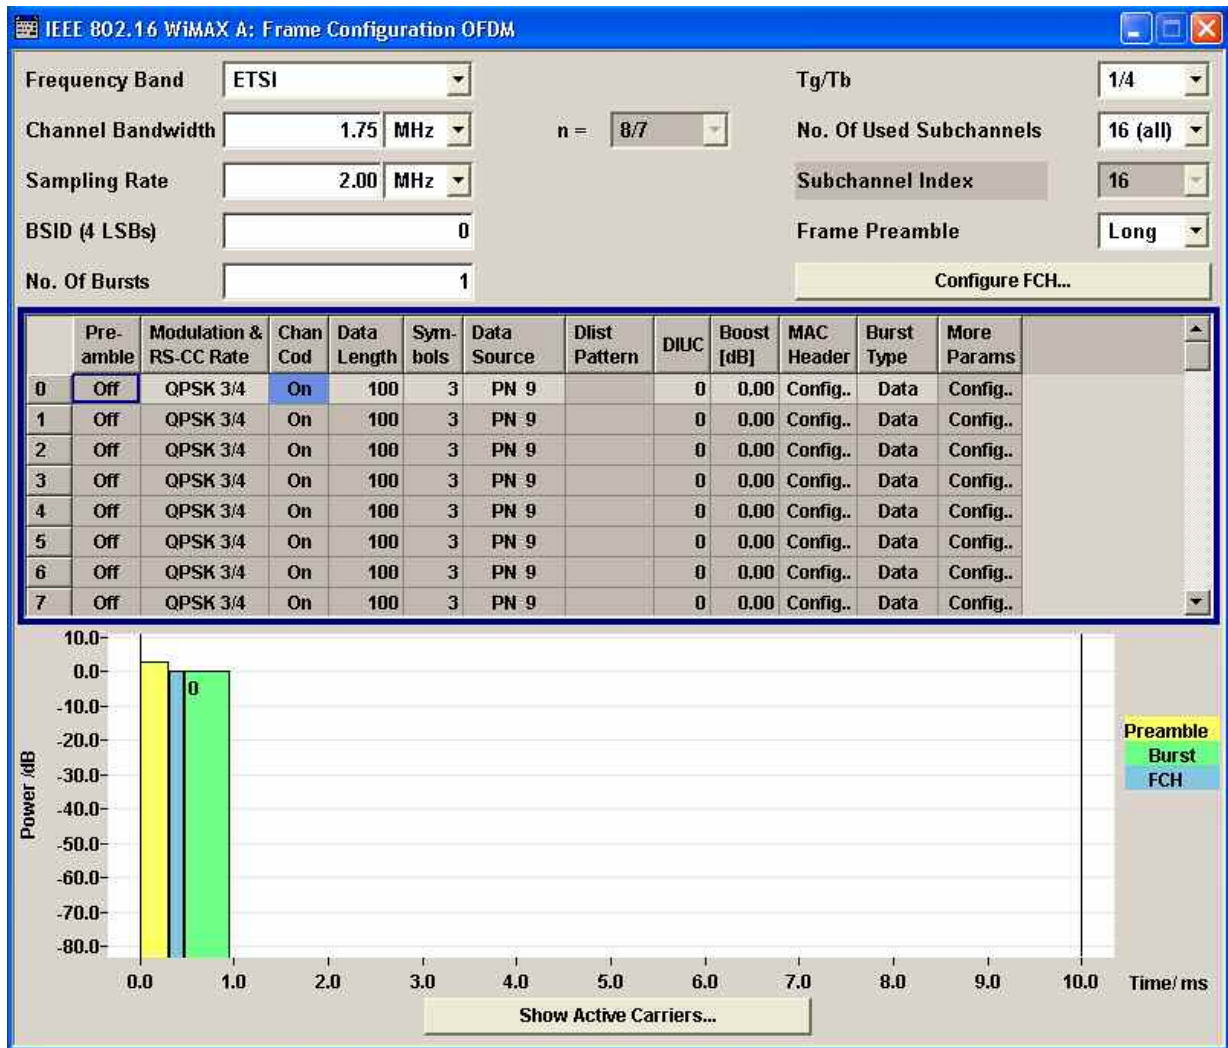 IEEE 802.16 WiMAX A: Frame Configuration OFDM
Frequency Band ETSI Tg/Tb 1/4
Channel Bandwidth 1.75 MHz n = 8/7 No. Of Used Subchannels 16 (all)
Sampling Rate 2.00 MHz Subchannel Index 16
BSID (4 LSBs) 0 Frame Preamble Long
No. Of Bursts 1 Configure FCH...
Pre- Modulation & Chan Data Sym- Data Dlist DIUC Boost MAC Burst More
amble RS-CC Rate Cod Length bols Source Pattern [dB] Header Type Params
0 Off QPSK 3/4 On 100 3 PN 9 0 0.00 Config.. Data Config..
1 Off QPSK 3/4 On 100 3 PN 9 0 0.00 Config.. Data Config..
2 Off QPSK 3/4 On 100 3 PN 9 0 0.00 Config.. Data Config..
3 Off QPSK 3/4 On 100 3 PN 9 0 0.00 Config.. Data Config..
4 Off QPSK 3/4 On 100 3 PN 9 0 0.00 Config.. Data Config..
5 Off QPSK 3/4 On 100 3 PN 9 0 0.00 Config.. Data Config..
6 Off QPSK 3/4 On 100 3 PN 9 0 0.00 Config.. Data Config..
7 Off QPSK 3/4 On 100 3 PN 9 0 0.00 Config.. Data Config..
Power /dB
10.0
0.0
-10.0
-20.0
-30.0
-40.0
-50.0
-60.0
-70.0
-80.0
0
Preamble
Burst
FCH
0.0 1.0 2.0 3.0 4.0 5.0 6.0 7.0 8.0 9.0 10.0 Time/ ms
Show Active Carriers...